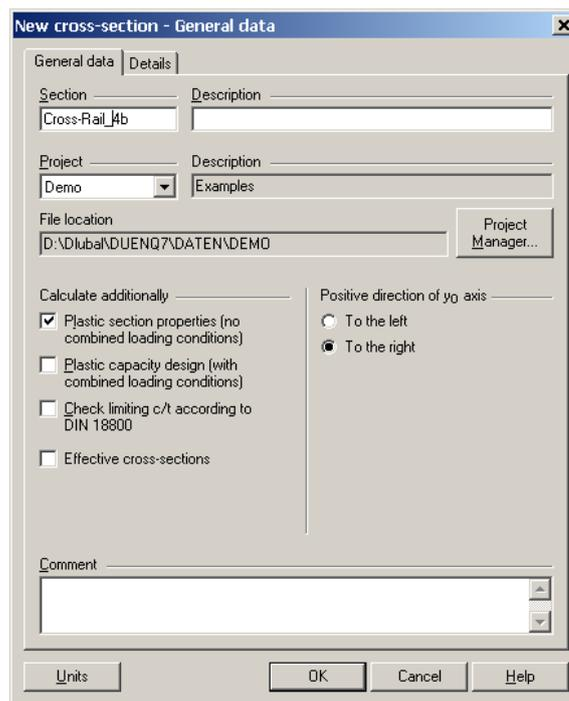 New cross-section - General data
General data
Details
Section
Description
Cross-Rail_4b
Project
Description
Demo
Examples
File location
D:\Dlubal\DUENQ7\DATEN\DEMO
Project
Manager...
Calculate additionally
Plastic section properties (no
combined loading conditions)
Plastic capacity design (with
combined loading conditions)
Check limiting c/t according to
DIN 18800
Effective cross-sections
Positive direction of y0 axis
To the left
To the right
Comment
Units
OK
Cancel
Help